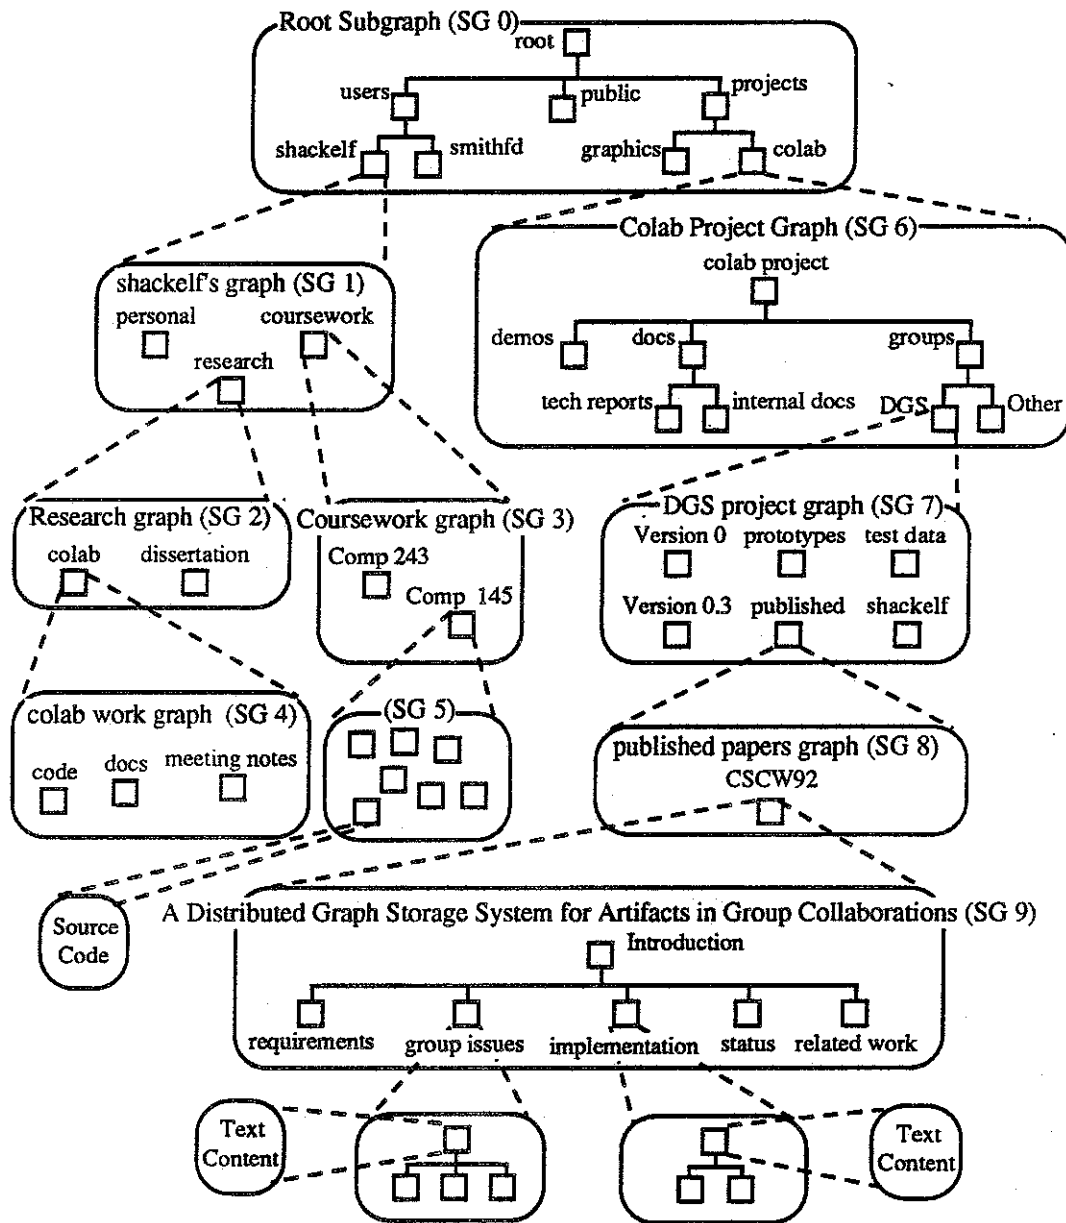 Root Subgraph (SG 0)
root
users
public
projects
shackelf
smithfd
graphics
colab
Colab Project Graph (SG 6)
colab project
shackelf's graph (SG 1)
personal
coursework
research
demos
docs
groups
tech reports
internal docs
DGS
Other
Research graph (SG 2)
colab
dissertation
Coursework graph (SG 3)
Comp 243
Comp 145
DGS project graph (SG 7)
Version 0
prototypes
test data
Version 0.3
published
shackelf
colab work graph (SG 4)
code
docs
meeting notes
(SG 5)
published papers graph (SG 8)
CSCW92
Source
Code
A Distributed Graph Storage System for Artifacts in Group Collaborations (SG 9)
Introduction
requirements
group issues
implementation
status
related work
Text
Content
Text
Content